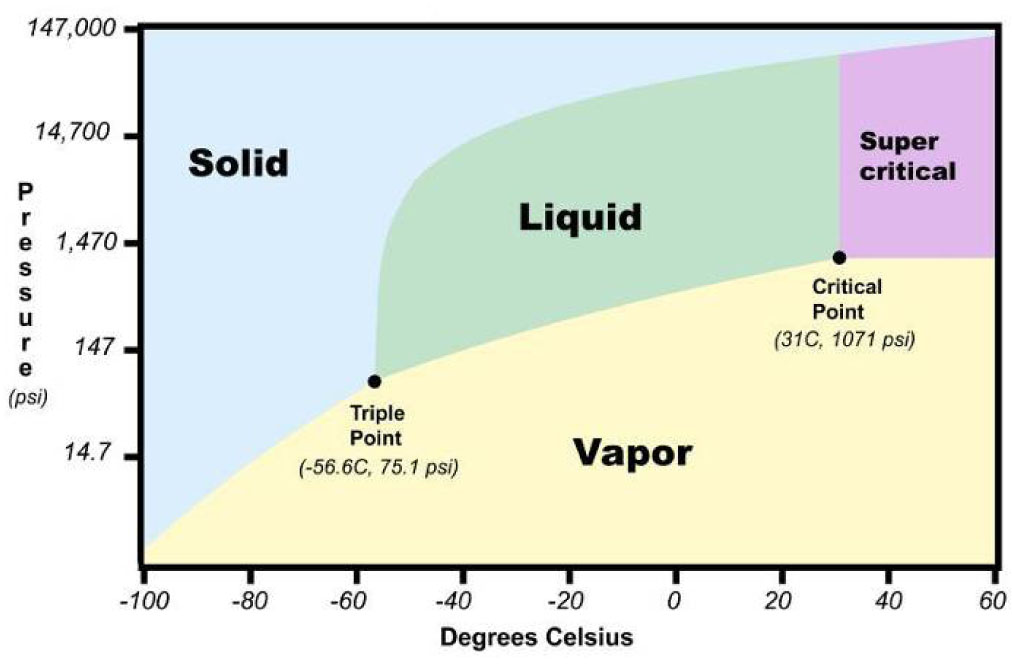 147,000
14,700
1,470
147
14.7
Pressure
(psi)
Solid
Liquid
Super
critical
Critical
Point
(31C, 1071 psi)
Triple
Point
(-56.6C, 75.1 psi)
Vapor
-100 -80 -60 -40 -20 0 20 40 60
Degrees Celsius